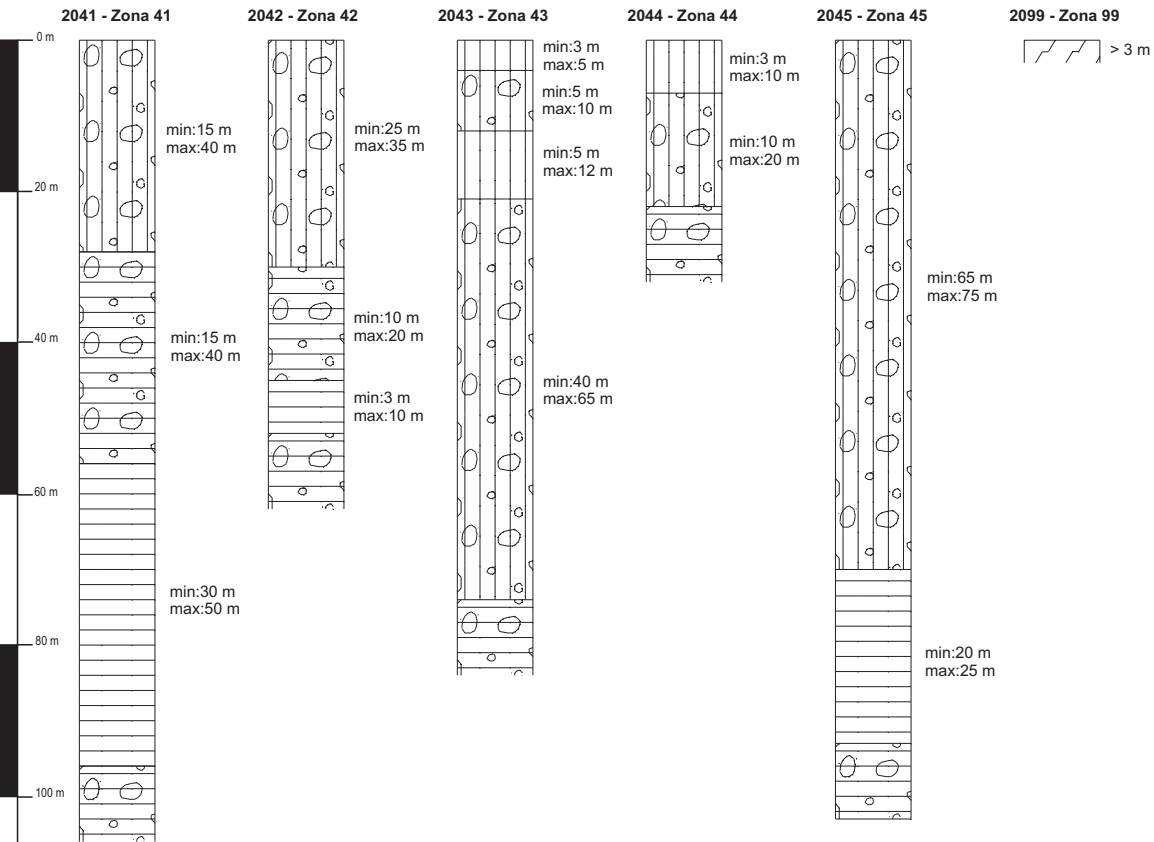 2041 - Zona 41
2042 - Zona 42
2043 - Zona 43
2044 - Zona 44
2045 - Zona 45
2099 - Zona 99
0 m
20 m
40 m
60 m
80 m
100 m
min:15 m
max:40 m
min:15 m
max:40 m
min:30 m
max:50 m
min:25 m
max:35 m
min:10 m
max:20 m
min:3 m
max:10 m
min:3 m
max:5 m
min:5 m
max:10 m
min:5 m
max:12 m
min:40 m
max:65 m
min:3 m
max:10 m
min:10 m
max:20 m
min:65 m
max:75 m
min:20 m
max:25 m
> 3 m